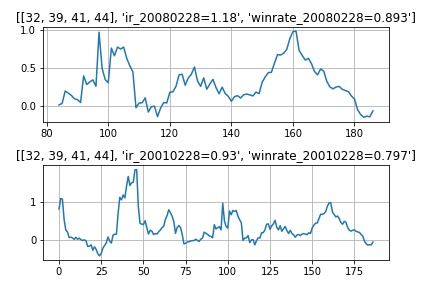 [[32, 39, 41, 44], 'ir_20080228=1.18', 'winrate_20080228=0.893']
1.0
0.5
0.0
80 100 120 140 160 180
[[32, 39, 41, 44], 'ir_20010228=0.93', 'winrate_20010228=0.797']
1
0
0 25 50 75 100 125 150 175